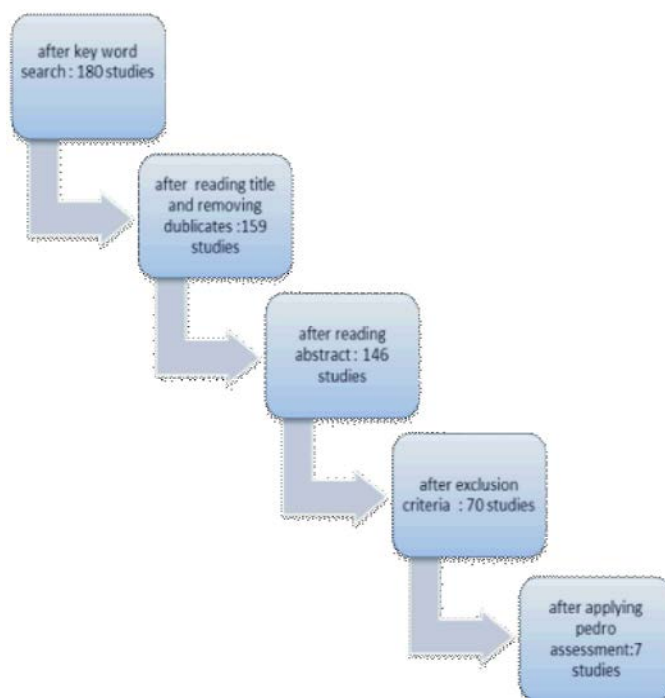 after key word
search : 180 studies
after reading title
and removing
dublicates :159
studies
after reading
abstract : 146
studies
after exclusion
criteria : 70 studies
after applying
pedro
assessment:7
studies